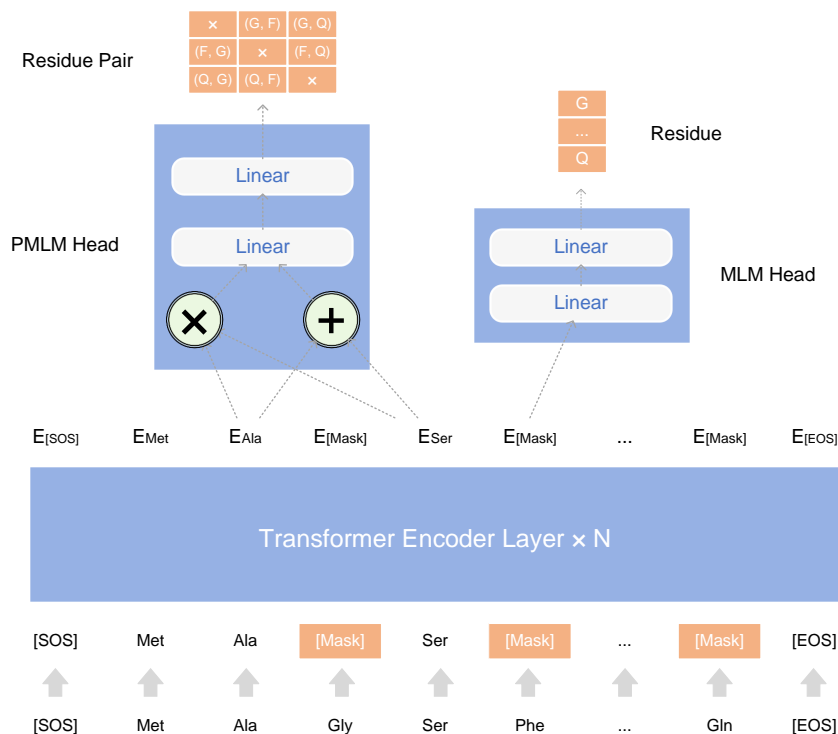 × (G, F) (G, Q)
(F, G) × (F, Q)
(Q, G) (Q, F) ×
Residue Pair
G
...
Q
Residue
Linear
Linear
PMLM Head
× +
Linear
Linear
MLM Head
E[SOS] EMet EAla E[Mask] ESer E[Mask] ... E[Mask] E[EOS]
Transformer Encoder Layer × N
[SOS] Met Ala [Mask] Ser [Mask] ... [Mask] [EOS]
[SOS] Met Ala Gly Ser Phe ... Gln [EOS]